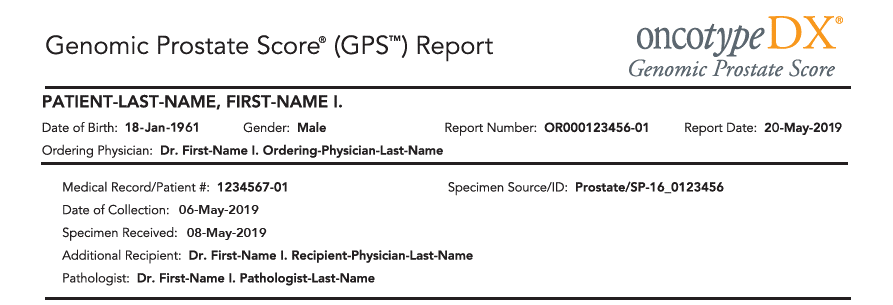 Genomic Prostate Score® (GPS™) Report
oncotypeDX®
Genomic Prostate Score
PATIENT-LAST-NAME, FIRST-NAME I.
Date of Birth: 18-Jan-1961 Gender: Male Report Number: OR000123456-01 Report Date: 20-May-2019
Ordering Physician: Dr. First-Name I. Ordering-Physician-Last-Name
Medical Record/Patient #: 1234567-01 Specimen Source/ID: Prostate/SP-16_0123456
Date of Collection: 06-May-2019
Specimen Received: 08-May-2019
Additional Recipient: Dr. First-Name I. Recipient-Physician-Last-Name
Pathologist: Dr. First-Name I. Pathologist-Last-Name